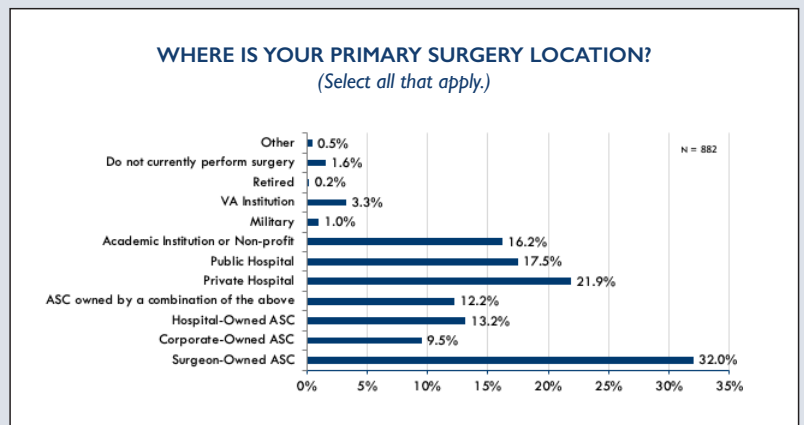 WHERE IS YOUR PRIMARY SURGERY LOCATION?
(Select all that apply.)
N = 882
Other 0.5%
Do not currently perform surgery 1.6%
Retired 0.2%
VA Institution 3.3%
Military 1.0%
Academic Institution or Non-profit 16.2%
Public Hospital 17.5%
Private Hospital 21.9%
ASC owned by a combination of the above 12.2%
Hospital-Owned ASC 13.2%
Corporate-Owned ASC 9.5%
Surgeon-Owned ASC 32.0%
0% 5% 10% 15% 20% 25% 30% 35%